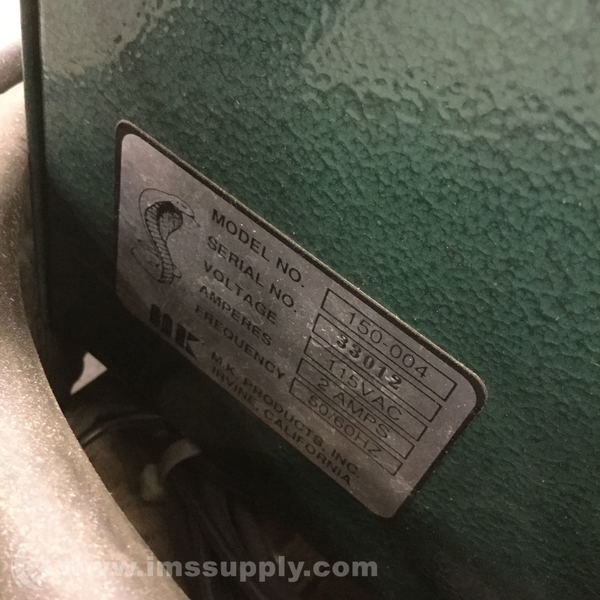 MODEL NO. 150-004
SERIAL NO 33012
VOLTAGE 115VAC
AMPERES 2 AMPS
FREQUENCY 50/60HZ
MK
M.K. PRODUCTS, INC.
IRVINE, CALIFORNIA
www.imssupply.com